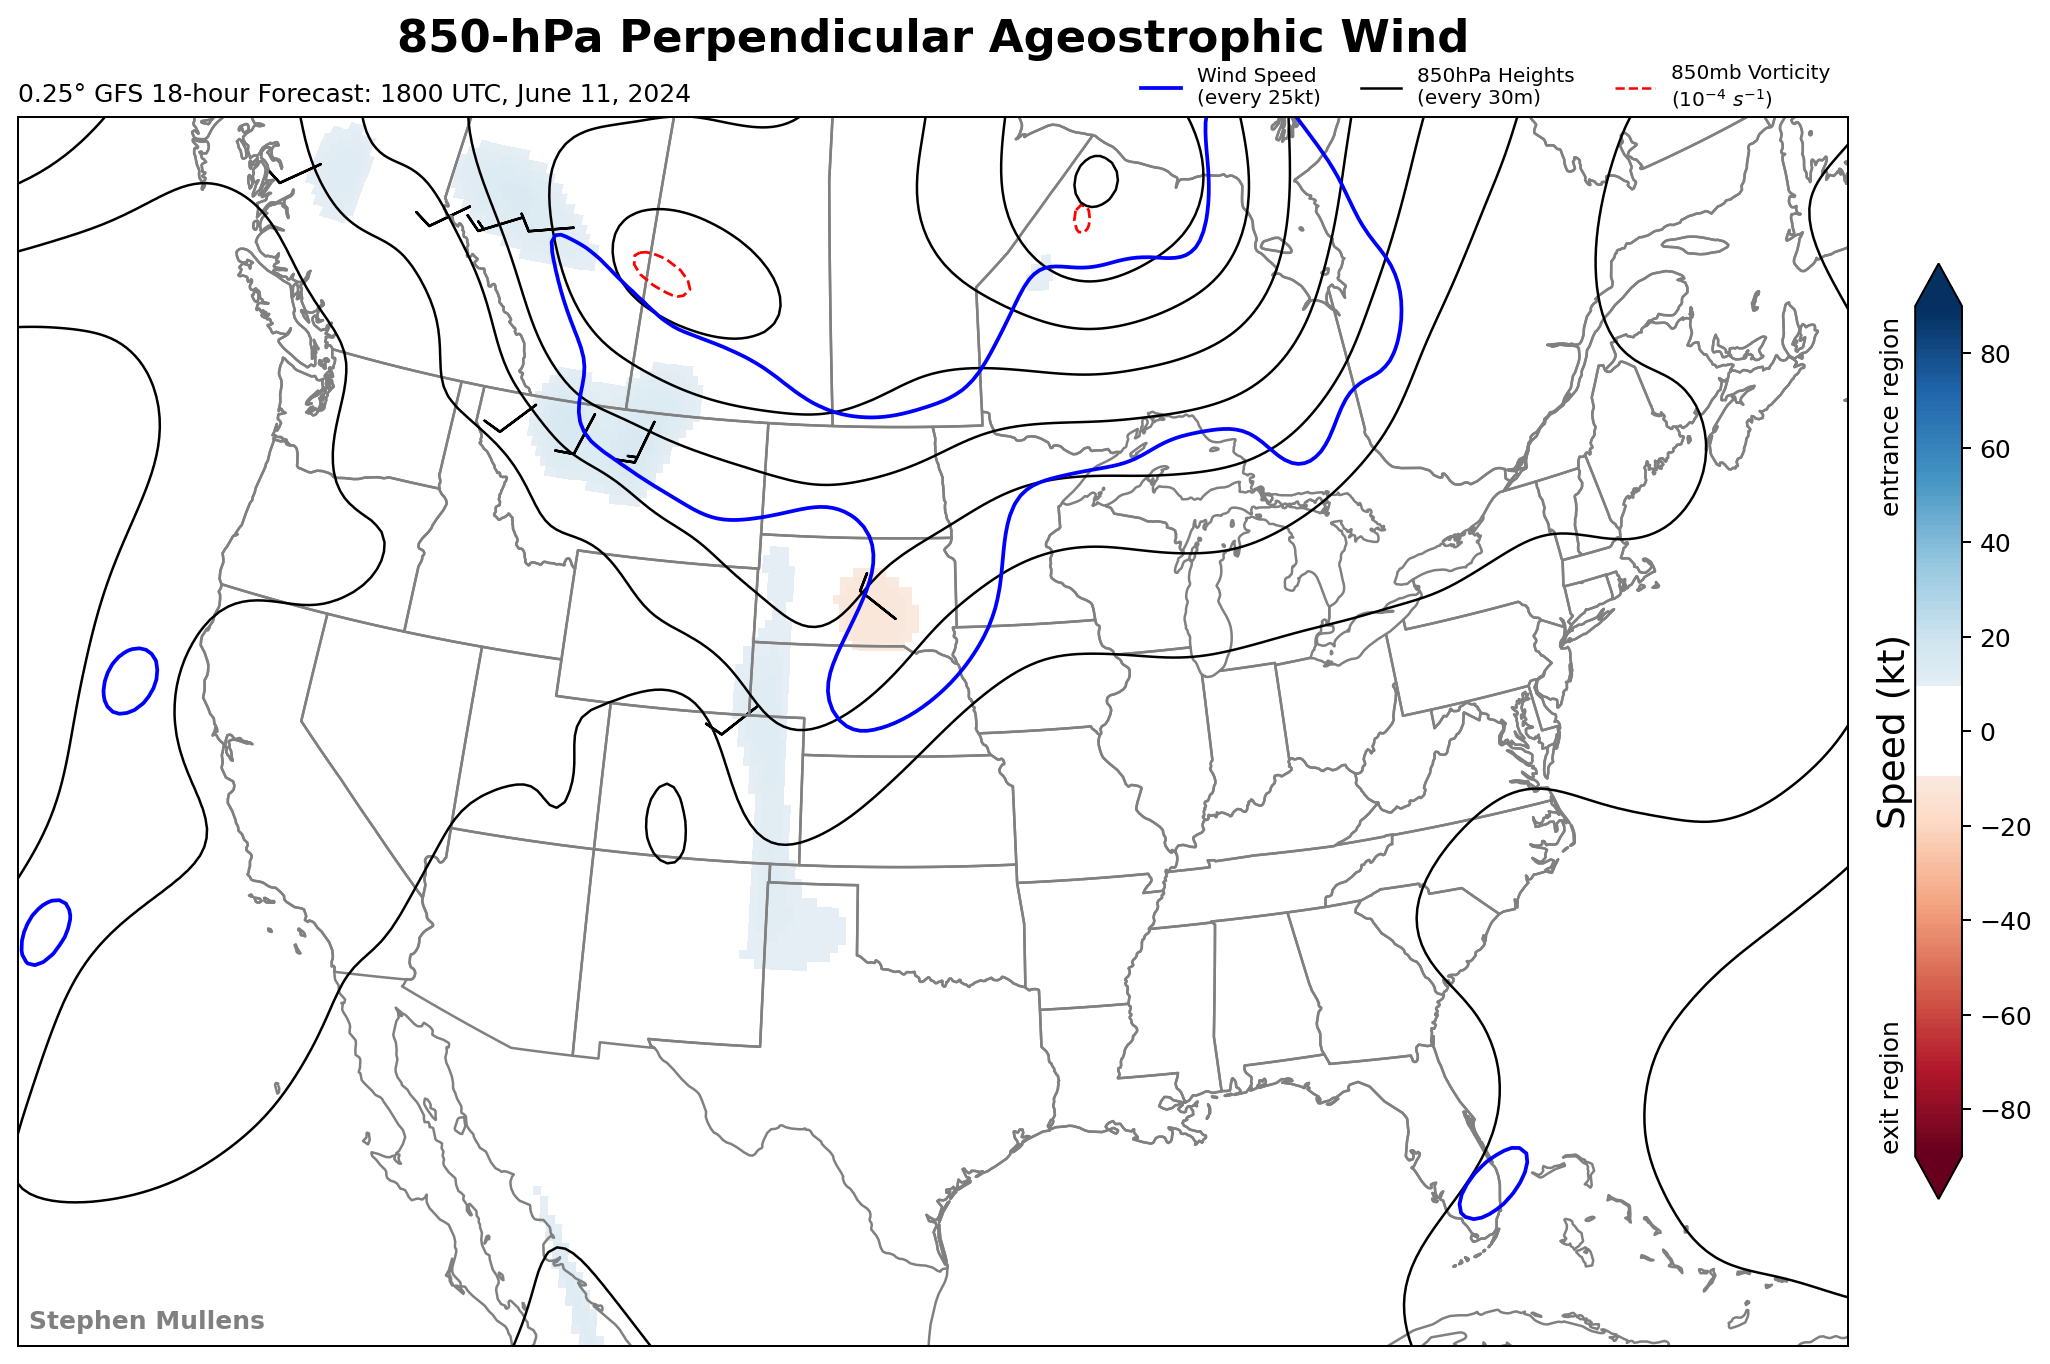 850-hPa Perpendicular Ageostrophic Wind
0.25° GFS 18-hour Forecast: 1800 UTC, June 11, 2024
Wind Speed
(every 25kt)
850hPa Heights
(every 30m)
850mb Vorticity
(10⁻⁴ s⁻¹)
entrance region
Speed (kt)
exit region
80
60
40
20
0
−20
−40
−60
−80
Stephen Mullens